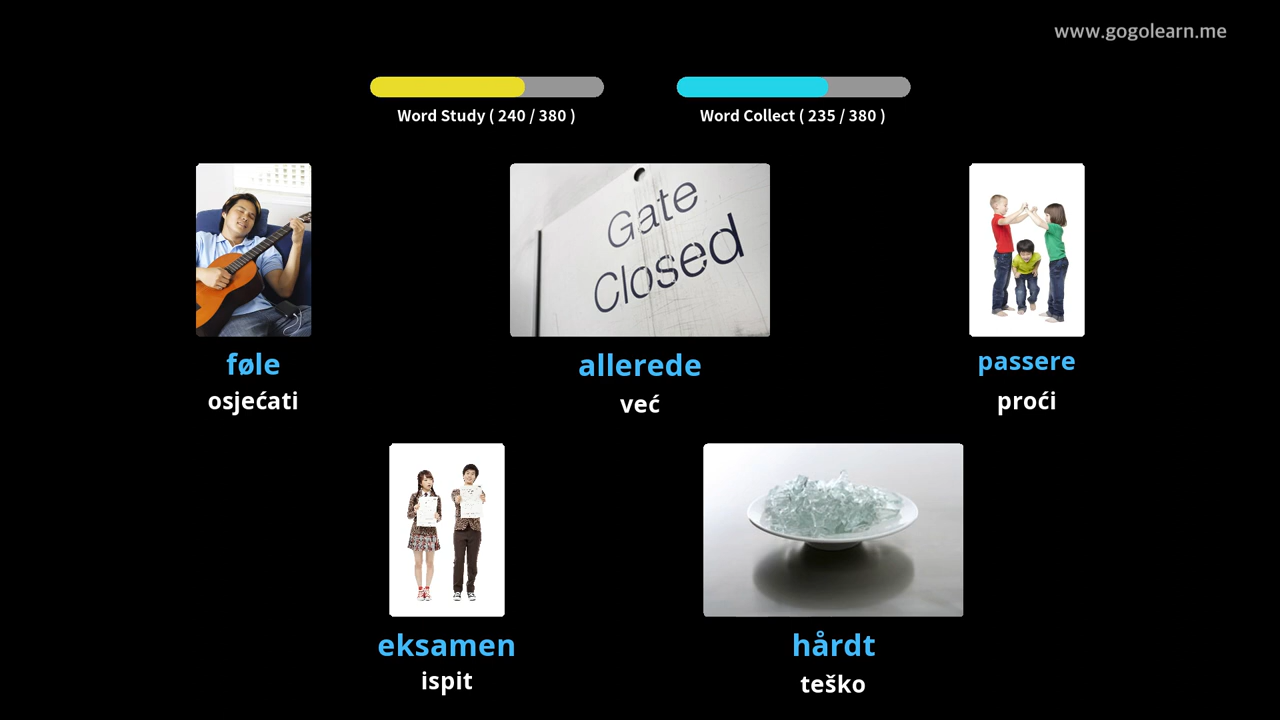 www.gogolearn.me
Word Study ( 240 / 380 )
Word Collect ( 235 / 380 )
Gate
Closed
føle
osjećati
allerede
već
passere
proći
eksamen
ispit
hårdt
teško